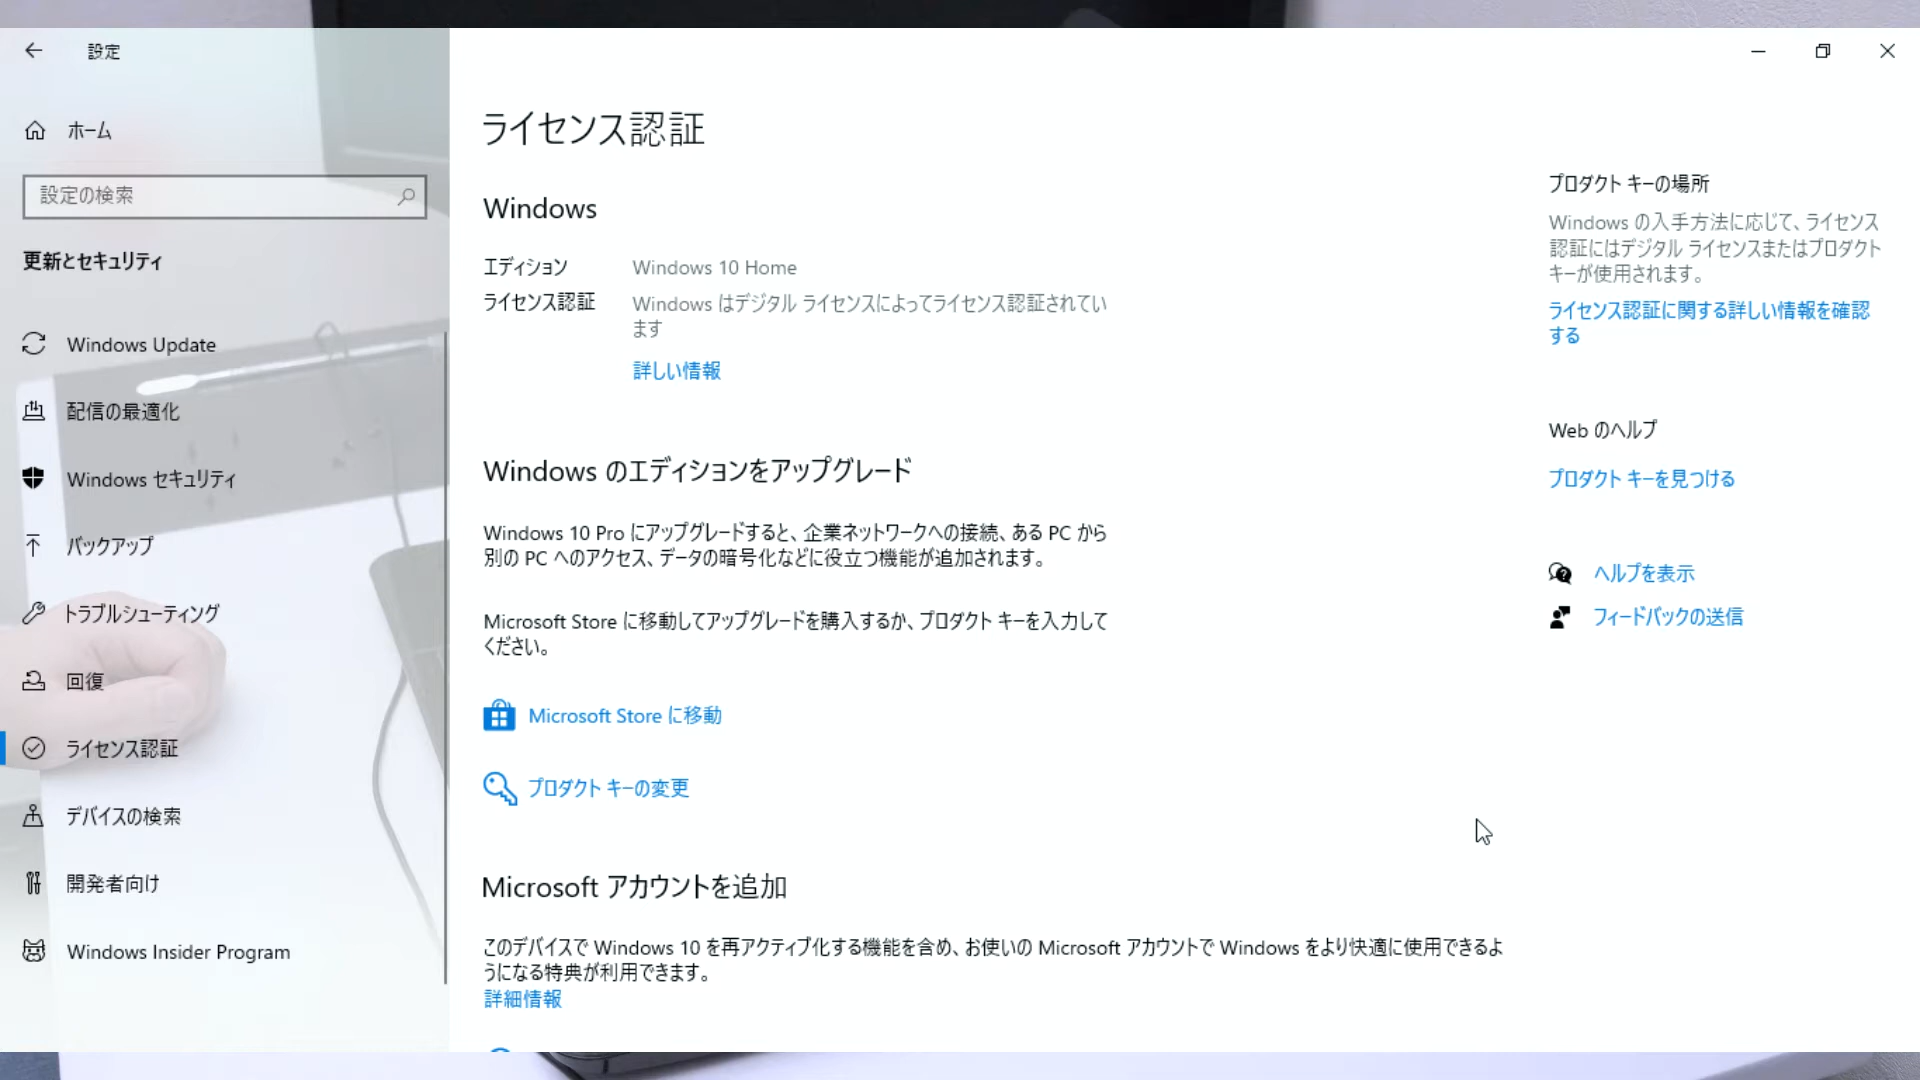 設定
ホーム
設定の検索
更新とセキュリティ
Windows Update
配信の最適化
Windows セキュリティ
バックアップ
トラブルシューティング
回復
ライセンス認証
デバイスの検索
開発者向け
Windows Insider Program
ライセンス認証
Windows
エディション
Windows 10 Home
ライセンス認証
Windows はデジタル ライセンスによってライセンス認証されてい
ます
詳しい情報
Windows のエディションをアップグレード
Windows 10 Pro にアップグレードすると、企業ネットワークへの接続、ある PC から
別の PC へのアクセス、データの暗号化などに役立つ機能が追加されます。
Microsoft Store に移動してアップグレードを購入するか、プロダクト キーを入力して
ください。
Microsoft Store に移動
プロダクト キーの変更
Microsoft アカウントを追加
このデバイスで Windows 10 を再アクティブ化する機能を含め、お使いの Microsoft アカウントで Windows をより快適に使用できるよ
うになる特典が利用できます。
詳細情報
プロダクト キーの場所
Windows の入手方法に応じて、ライセンス
認証にはデジタル ライセンスまたはプロダクト
キーが使用されます。
ライセンス認証に関する詳しい情報を確認
する
Web のヘルプ
プロダクト キーを見つける
ヘルプを表示
フィードバックの送信